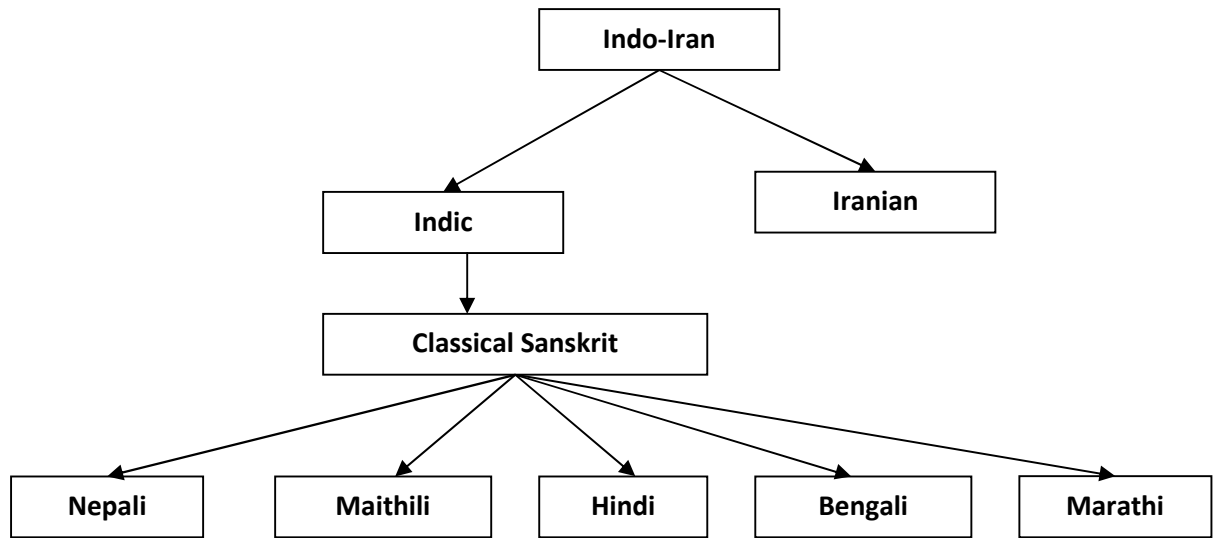 Indo-Iran
Iranian
Indic
Classical Sanskrit
Nepali
Maithili
Hindi
Bengali
Marathi